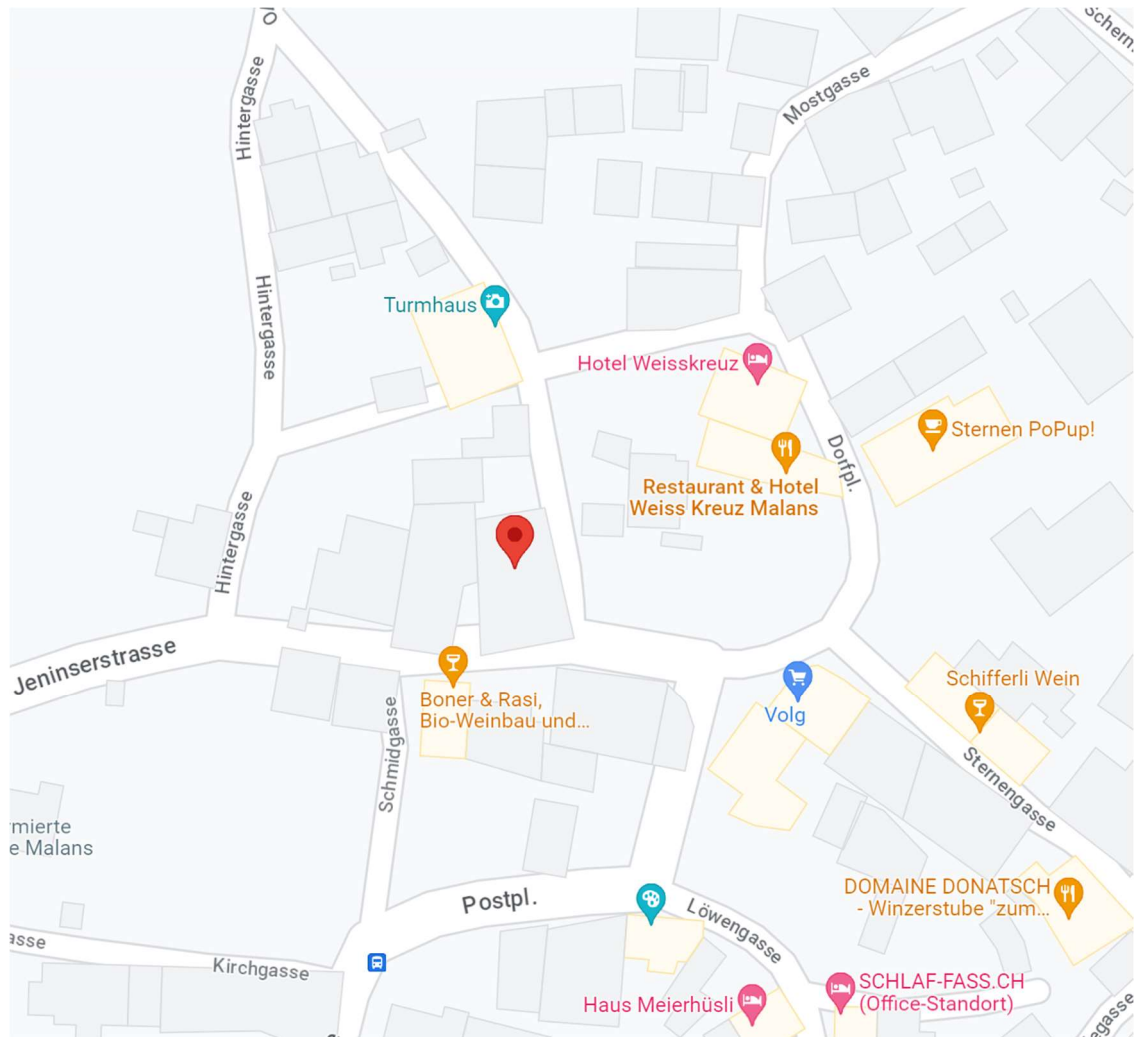 Hintergasse
Mostgasse
Hintergasse
Turmhaus
Hotel Weisskreuz
Sternen PoPup!
Dorfpl.
Restaurant & Hotel
Weiss Kreuz Malans
Hintergasse
Jeninserstrasse
Schifferli Wein
Boner & Rasi,
Bio-Weinbau und...
Volg
Schmidgasse
Sternengasse
rmierte
e Malans
DOMAINE DONATSCH
- Winzerstube "zum...
Postpl.
Löwengasse
asse
Kirchgasse
SCHLAF-FASS.CH
(Office-Standort)
Haus Meierhüsli